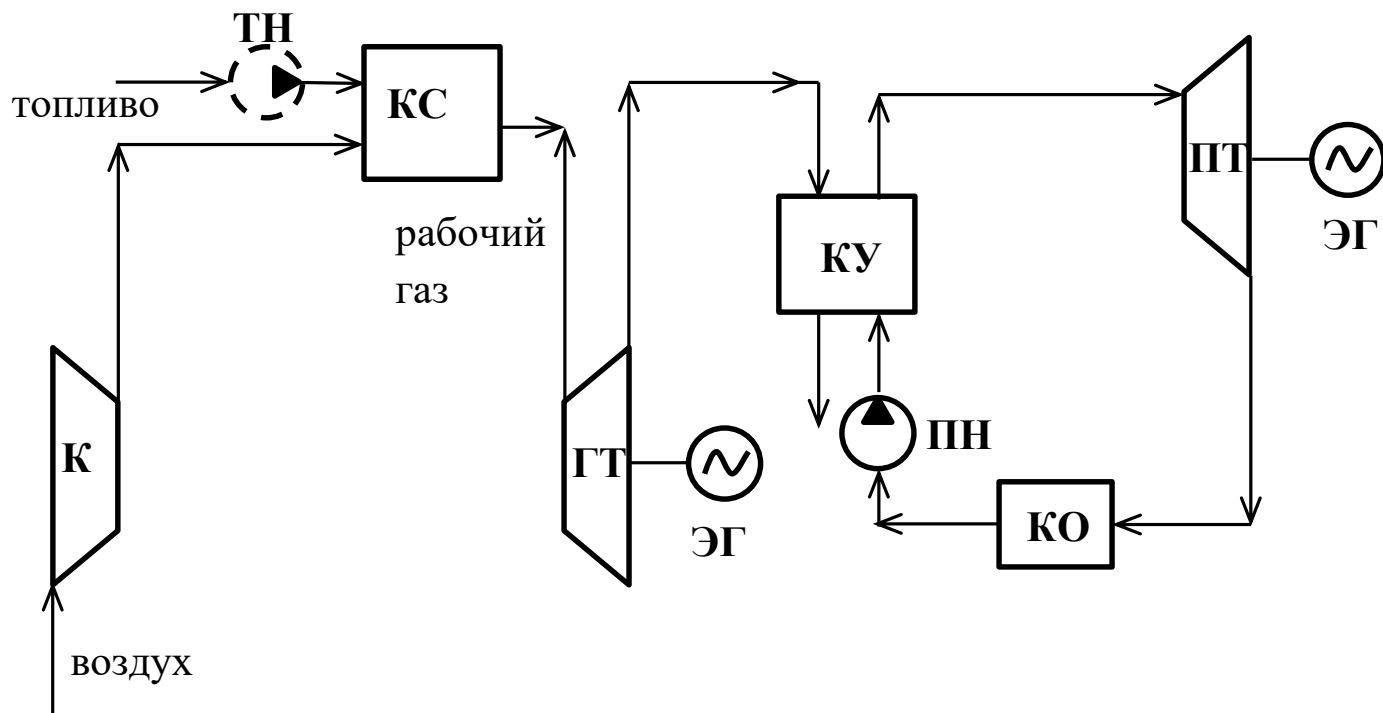 ТН
топливо
КС
ПТ
ЭГ
рабочий
газ
КУ
К
ГТ
ПН
ЭГ
КО
воздух